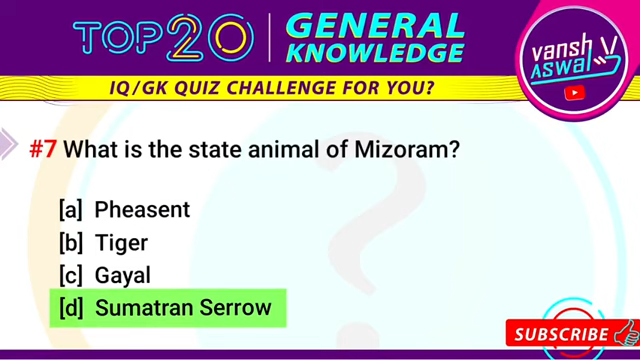 TOP 20
GENERAL
KNOWLEDGE
vansh
ASWAL
IQ/GK QUIZ CHALLENGE FOR YOU?
#7 What is the state animal of Mizoram?
[a] Pheasent
[b] Tiger
[c] Gayal
[d] Sumatran Serrow
SUBSCRIBE